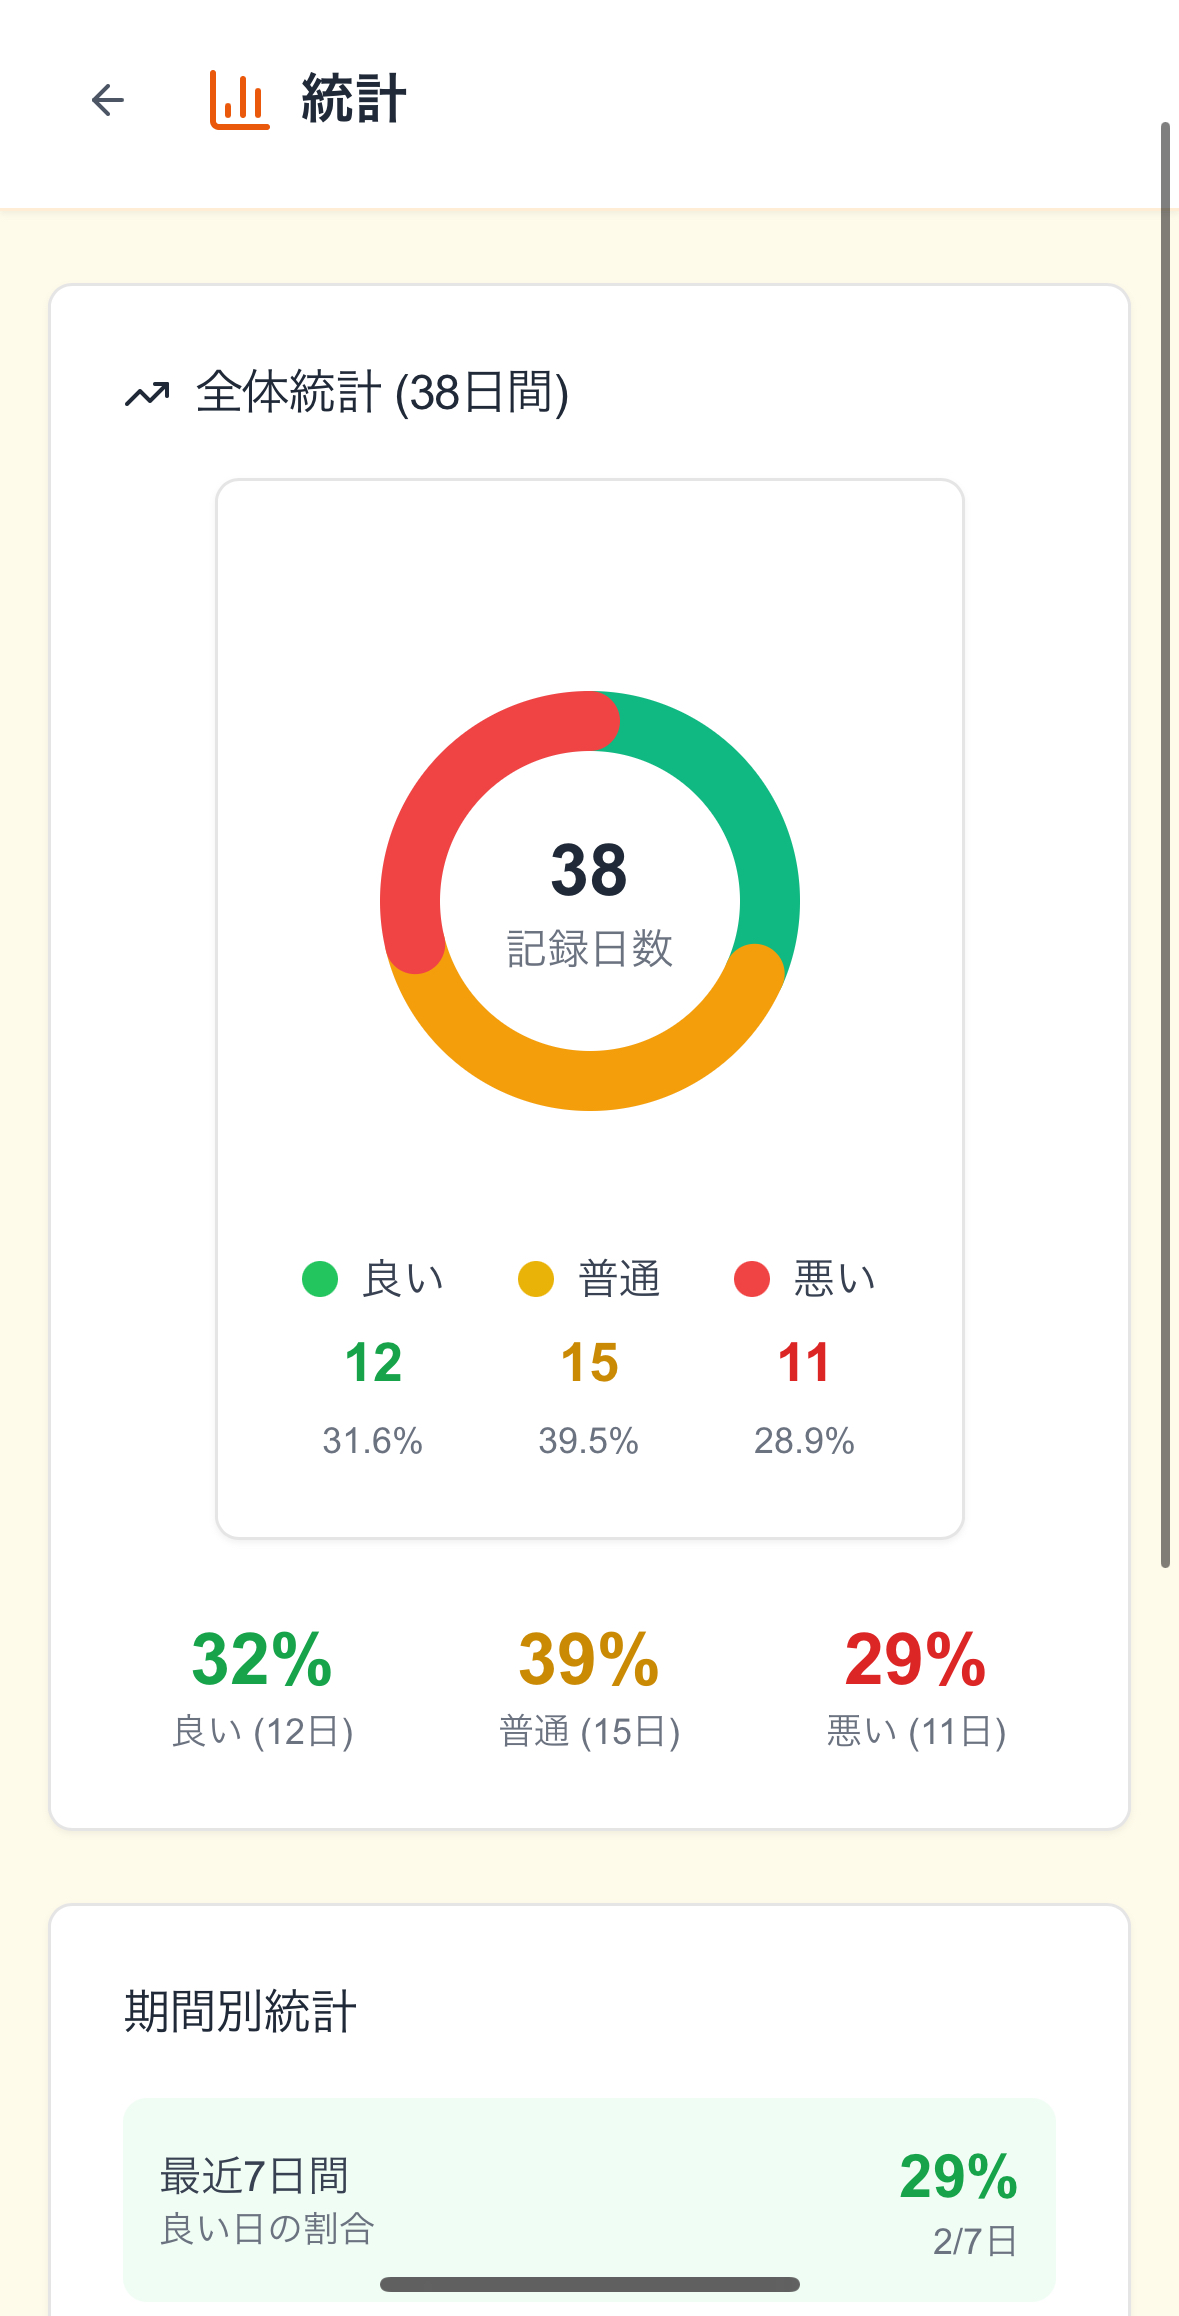 統計
全体統計 (38日間)
38
記録日数
良い 普通 悪い
12 15 11
31.6% 39.5% 28.9%
32% 39% 29%
良い (12日) 普通 (15日) 悪い (11日)
期間別統計
最近7日間 29%
良い日の割合 2/7日